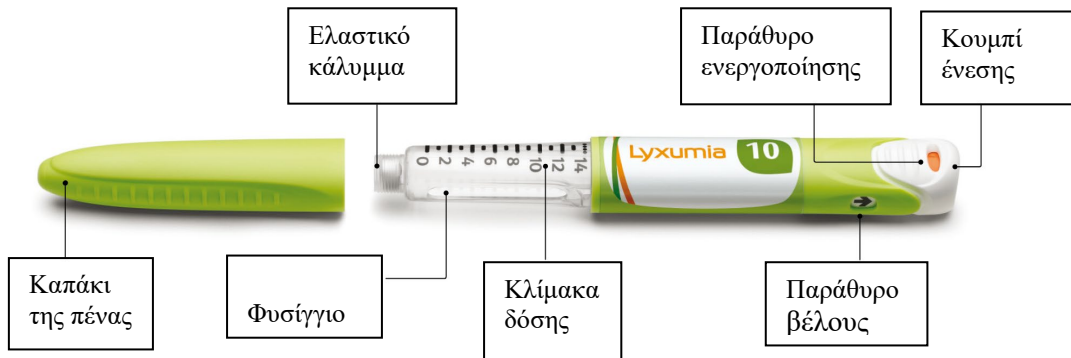 Ελαστικό
κάλυμμα
Παράθυρο
ενεργοποίησης
Κουμπί
ένεσης
Lyxumia 10
0 2 4 6 8 10 12 14
Καπάκι
της πένας
Φυσίγγιο
Κλίμακα
δόσης
Παράθυρο
βέλους